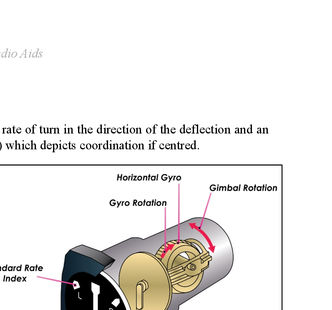 dio Aids
rate of turn in the direction of the deflection and an
) which depicts coordination if centred.
Horizontal Gyro
Gimbal Rotation
Gyro Rotation
ndard Rate
Index
L